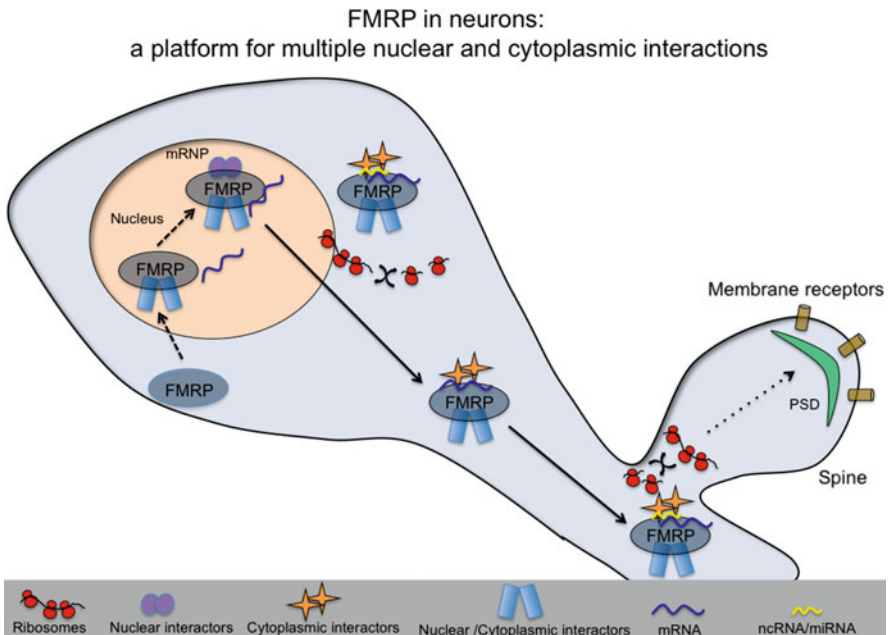 FMRP in neurons:
a platform for multiple nuclear and cytoplasmic interactions
mRNP
FMRP
FMRP
Nucleus
FMRP
FMRP
Membrane receptors
FMRP
PSD
Spine
FMRP
Ribosomes
Nuclear interactors
Cytoplasmic interactors
Nuclear /Cytoplasmic interactors
mRNA
ncRNA/miRNA